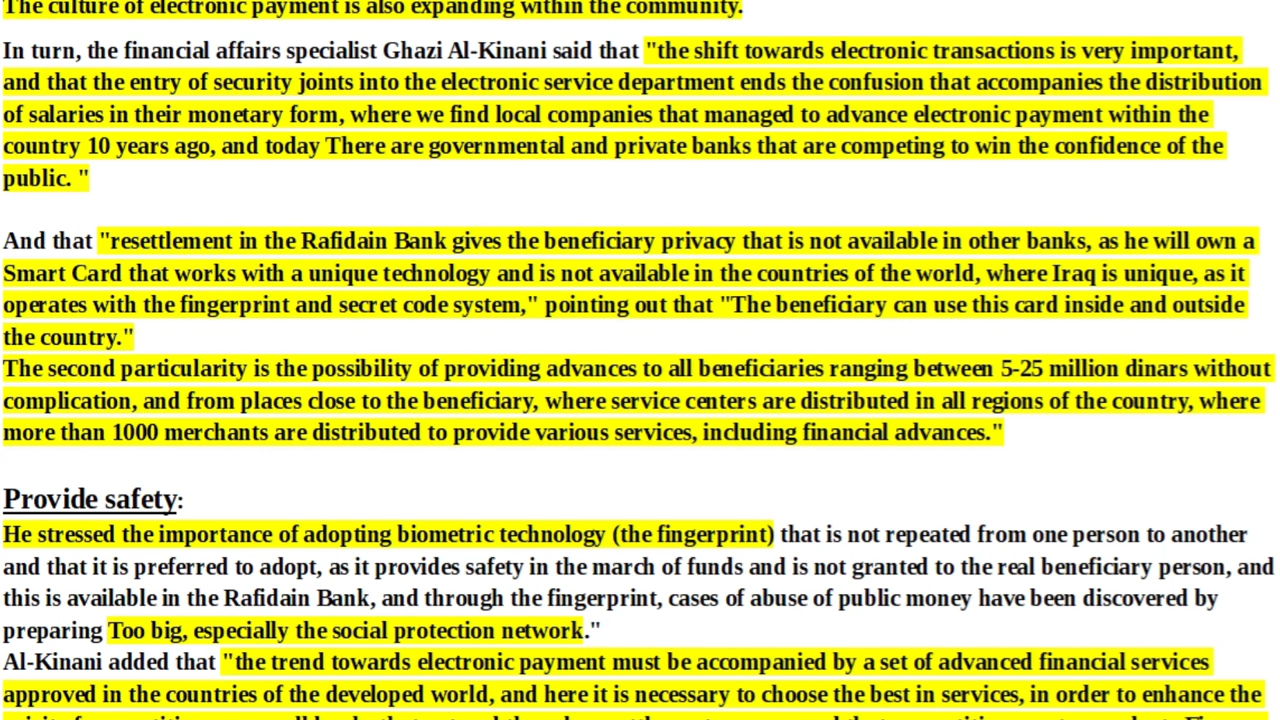 The culture of electronic payment is also expanding within the community.
In turn, the financial affairs specialist Ghazi Al-Kinani said that "the shift towards electronic transactions is very important,
and that the entry of security joints into the electronic service department ends the confusion that accompanies the distribution
of salaries in their monetary form, where we find local companies that managed to advance electronic payment within the
country 10 years ago, and today There are governmental and private banks that are competing to win the confidence of the
public. "
And that "resettlement in the Rafidain Bank gives the beneficiary privacy that is not available in other banks, as he will own a
Smart Card that works with a unique technology and is not available in the countries of the world, where Iraq is unique, as it
operates with the fingerprint and secret code system," pointing out that "The beneficiary can use this card inside and outside
the country."
The second particularity is the possibility of providing advances to all beneficiaries ranging between 5-25 million dinars without
complication, and from places close to the beneficiary, where service centers are distributed in all regions of the country, where
more than 1000 merchants are distributed to provide various services, including financial advances."
Provide safety:
He stressed the importance of adopting biometric technology (the fingerprint) that is not repeated from one person to another
and that it is preferred to adopt, as it provides safety in the march of funds and is not granted to the real beneficiary person, and
this is available in the Rafidain Bank, and through the fingerprint, cases of abuse of public money have been discovered by
preparing Too big, especially the social protection network."
Al-Kinani added that "the trend towards electronic payment must be accompanied by a set of advanced financial services
approved in the countries of the developed world, and here it is necessary to choose the best in services, in order to enhance the